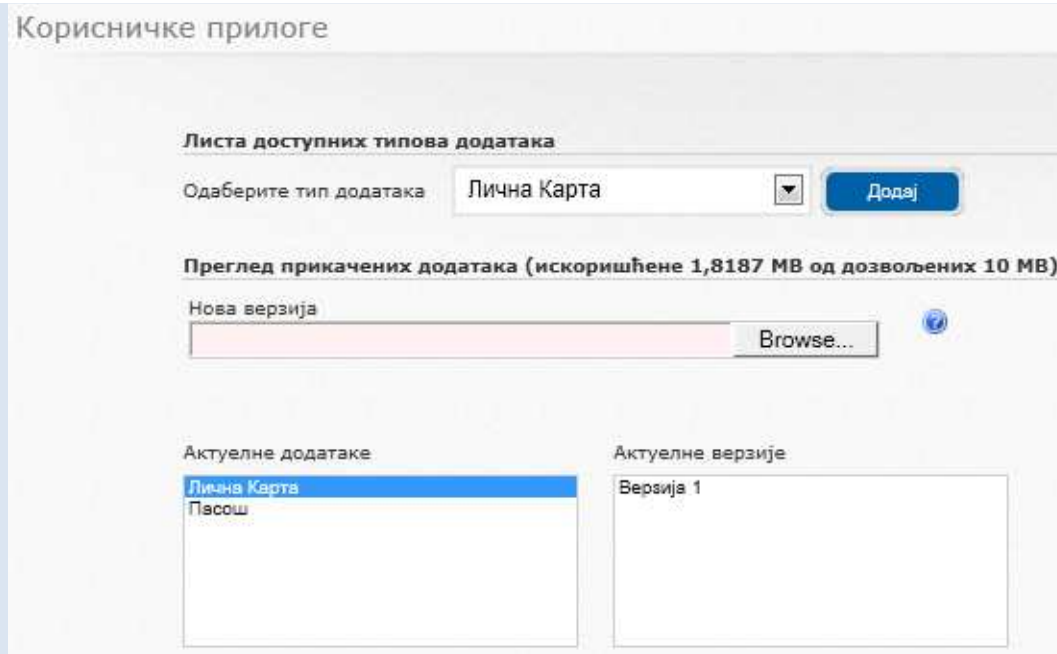 Корисничке прилоге
Листа доступних типова додатака
Одаберите тип додатака Лична Карта Додај
Преглед прикачених додатака (искоришћене 1,8187 MB од дозвољених 10 MB)
Нова верзија
Browse...
Актуелне додатаке Актуелне верзије
Лична Карта Верзија 1
Пасош